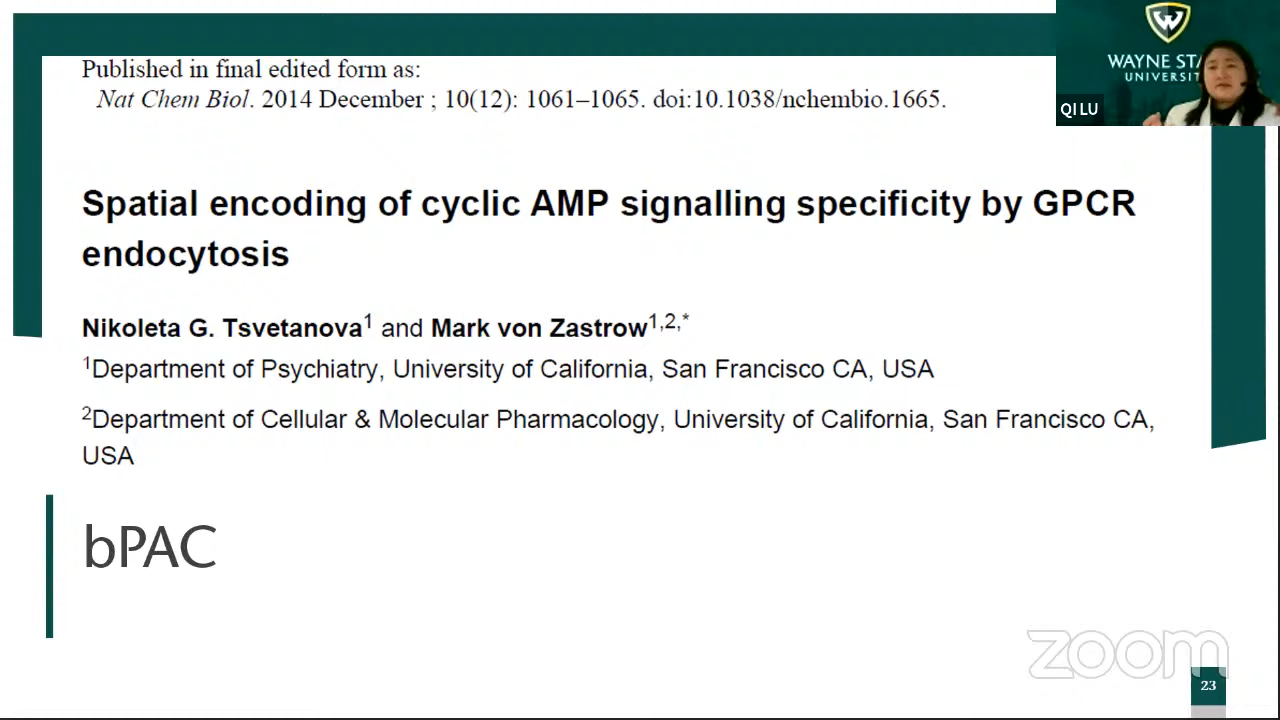 Published in final edited form as:
Nat Chem Biol. 2014 December ; 10(12): 1061–1065. doi:10.1038/nchembio.1665.
WAYNE STA
UNIVERSIT
QI LU
Spatial encoding of cyclic AMP signalling specificity by GPCR
endocytosis
Nikoleta G. Tsvetanova1 and Mark von Zastrow1,2,*
1Department of Psychiatry, University of California, San Francisco CA, USA
2Department of Cellular & Molecular Pharmacology, University of California, San Francisco CA,
USA
bPAC
zoom
23